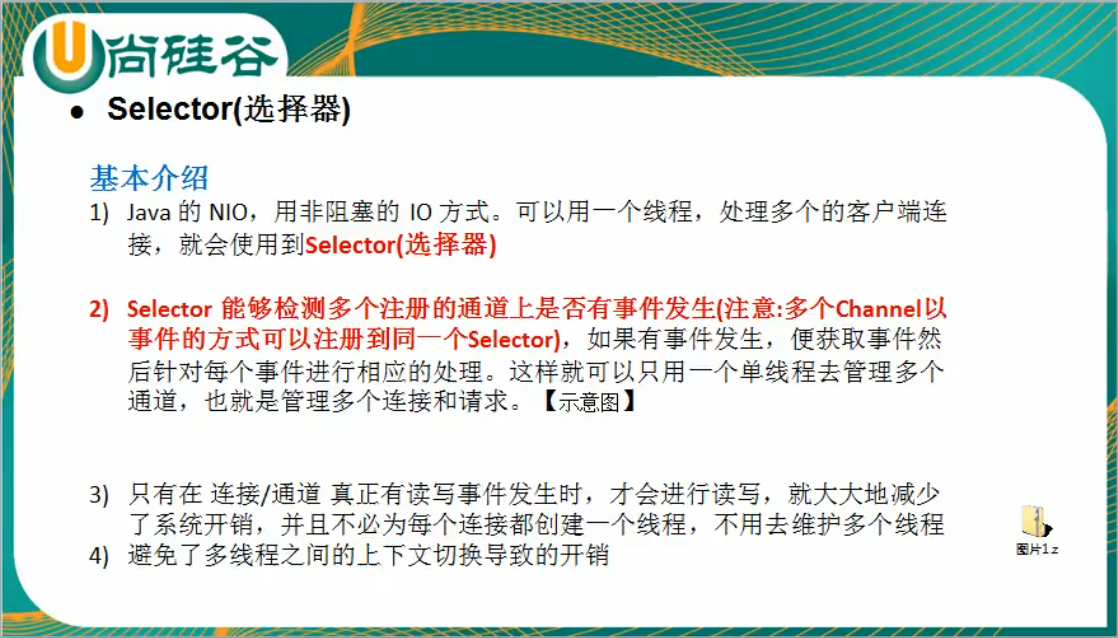 尚硅谷
● Selector(选择器)
基本介绍
1) Java 的 NIO，用非阻塞的 IO 方式。可以用一个线程，处理多个的客户端连
接，就会使用到Selector(选择器)
2) Selector 能够检测多个注册的通道上是否有事件发生(注意:多个Channel以
事件的方式可以注册到同一个Selector)，如果有事件发生，便获取事件然
后针对每个事件进行相应的处理。这样就可以只用一个单线程去管理多个
通道，也就是管理多个连接和请求。【示意图】
3) 只有在 连接/通道 真正有读写事件发生时，才会进行读写，就大大地减少
了系统开销，并且不必为每个连接都创建一个线程，不用去维护多个线程
4) 避免了多线程之间的上下文切换导致的开销
图片1.z